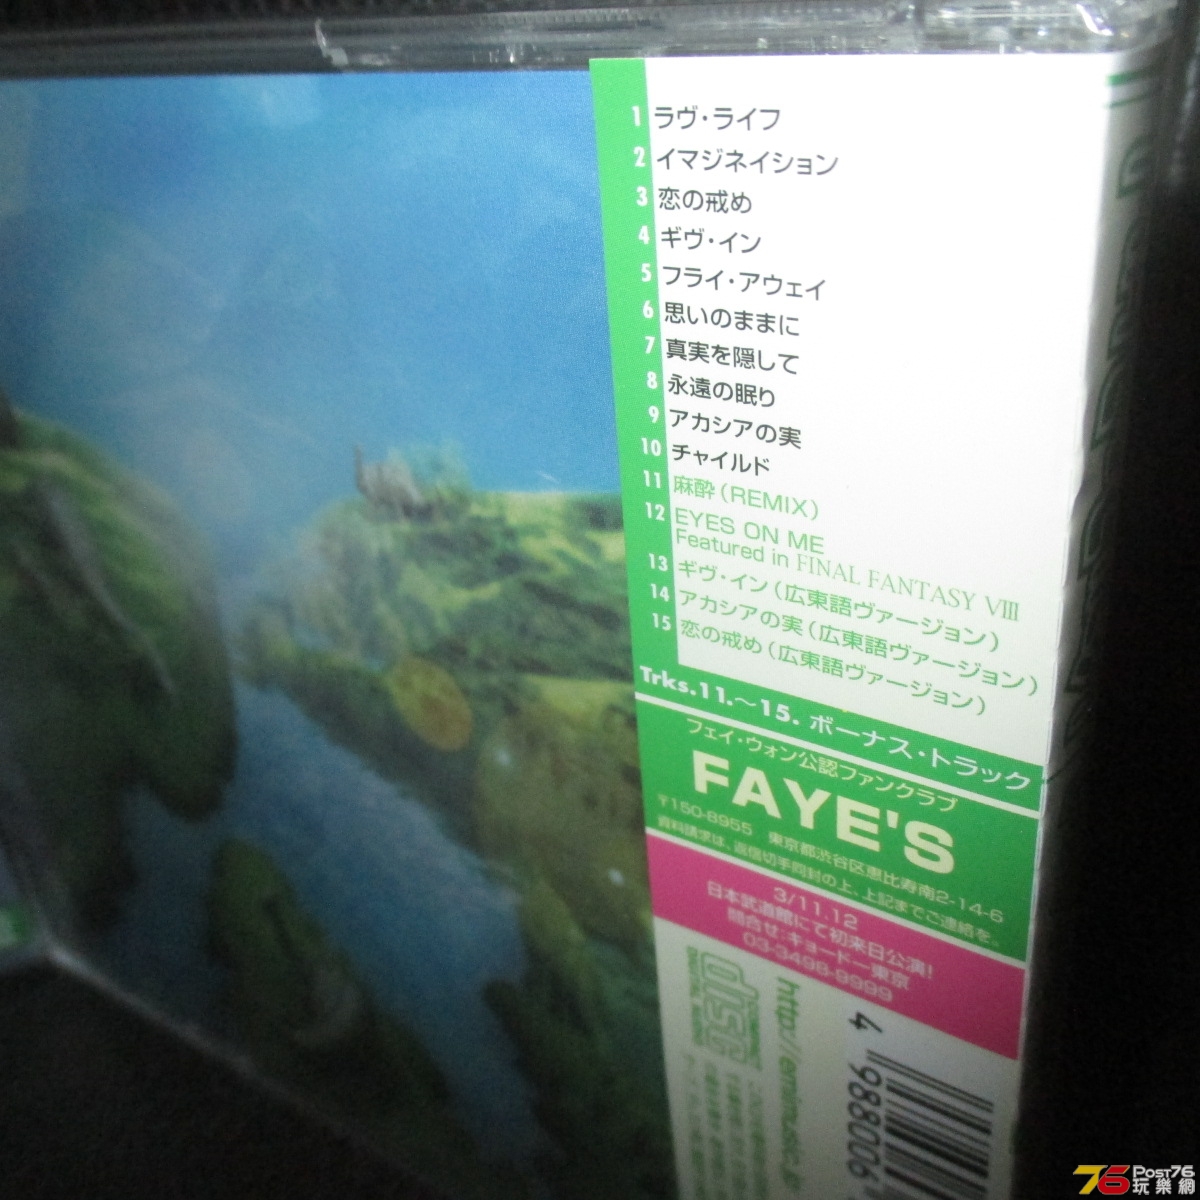 1 ラヴ・ライフ
2 イマジネイション
3 恋の戒め
4 ギヴ・イン
5 フライ・アウェイ
6 思いのままに
7 真実を隠して
8 永遠の眠り
9 アカシアの実
10 チャイルド
11 麻酔(REMIX)
12 EYES ON ME
Featured in FINAL FANTASY VIII
13 ギヴ・イン(広東語ヴァージョン)
14 アカシアの実(広東語ヴァージョン)
15 恋の戒め(広東語ヴァージョン)
Trks.11.～15. ボーナス・トラック
フェイ・ウォン公認ファンクラブ
FAYE'S
〒150-8955 東京都渋谷区恵比寿南2-14-6
資料請求は、返信切手同封の上、上記までご連絡を。
3/11.12
日本武道館にて初来日公演!
問合せ:キョードー東京
03-3498-9999
http://emimusic.jp
disc
4 988006
Post76
玩樂網